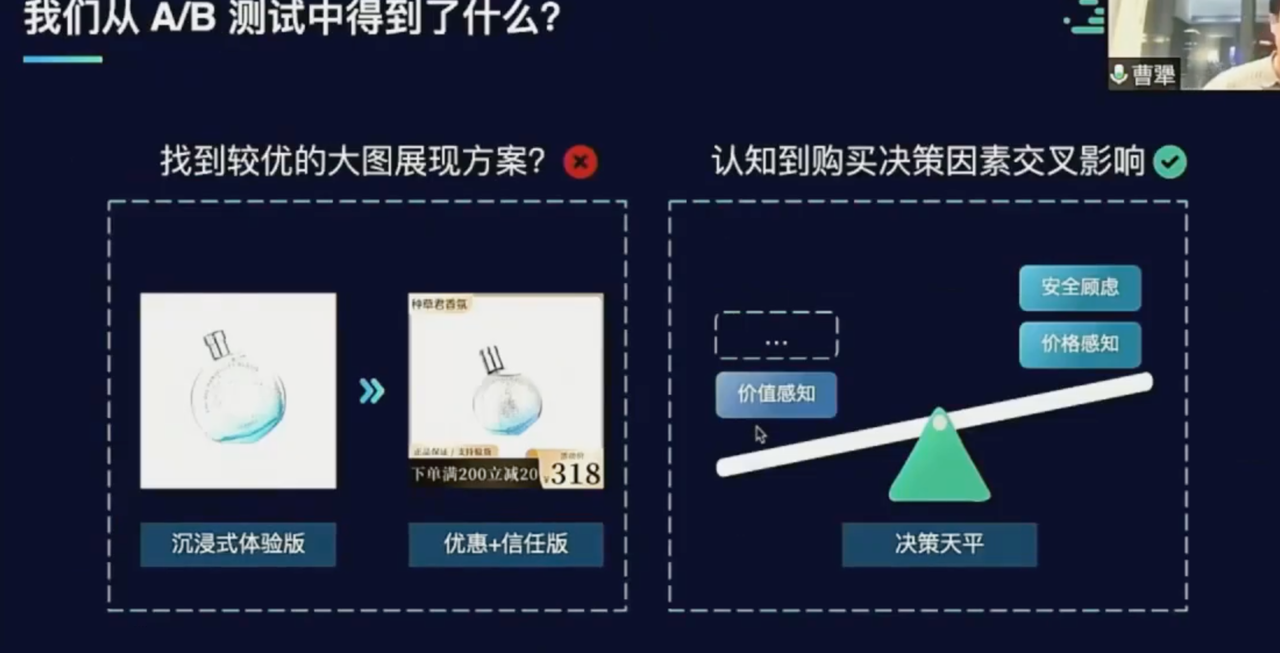 我们从 A/B 测试中得到了什么?
曹犟
找到较优的大图展现方案?
认知到购买决策因素交叉影响
种草君香氛
下单满200立减20
¥318
沉浸式体验版
优惠+信任版
安全顾虑
价格感知
...
价值感知
决策天平